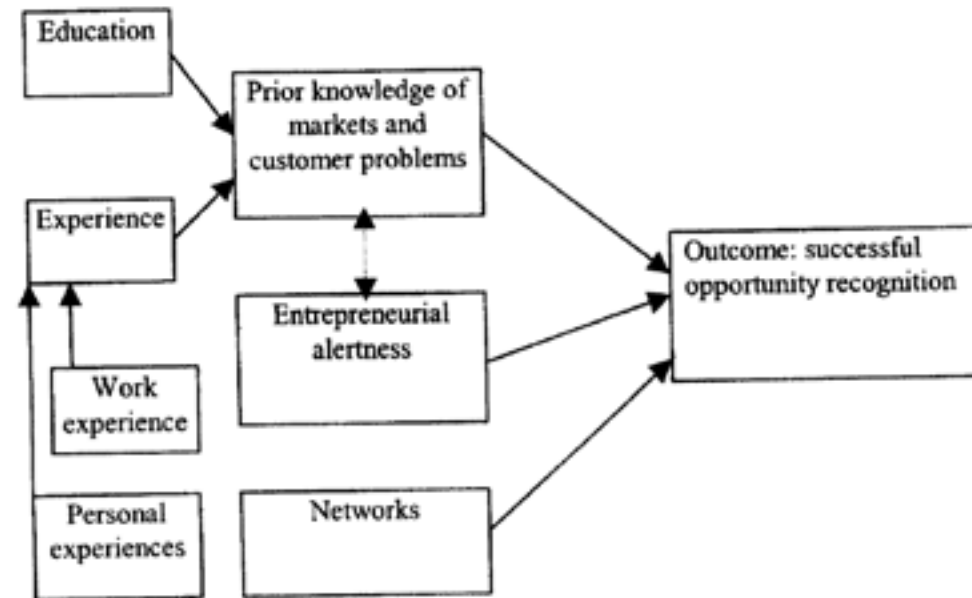 Education
Prior knowledge of
markets and
customer problems
Experience
Outcome: successful
opportunity recognition
Entrepreneurial
alertness
Work
experience
Personal
experiences
Networks